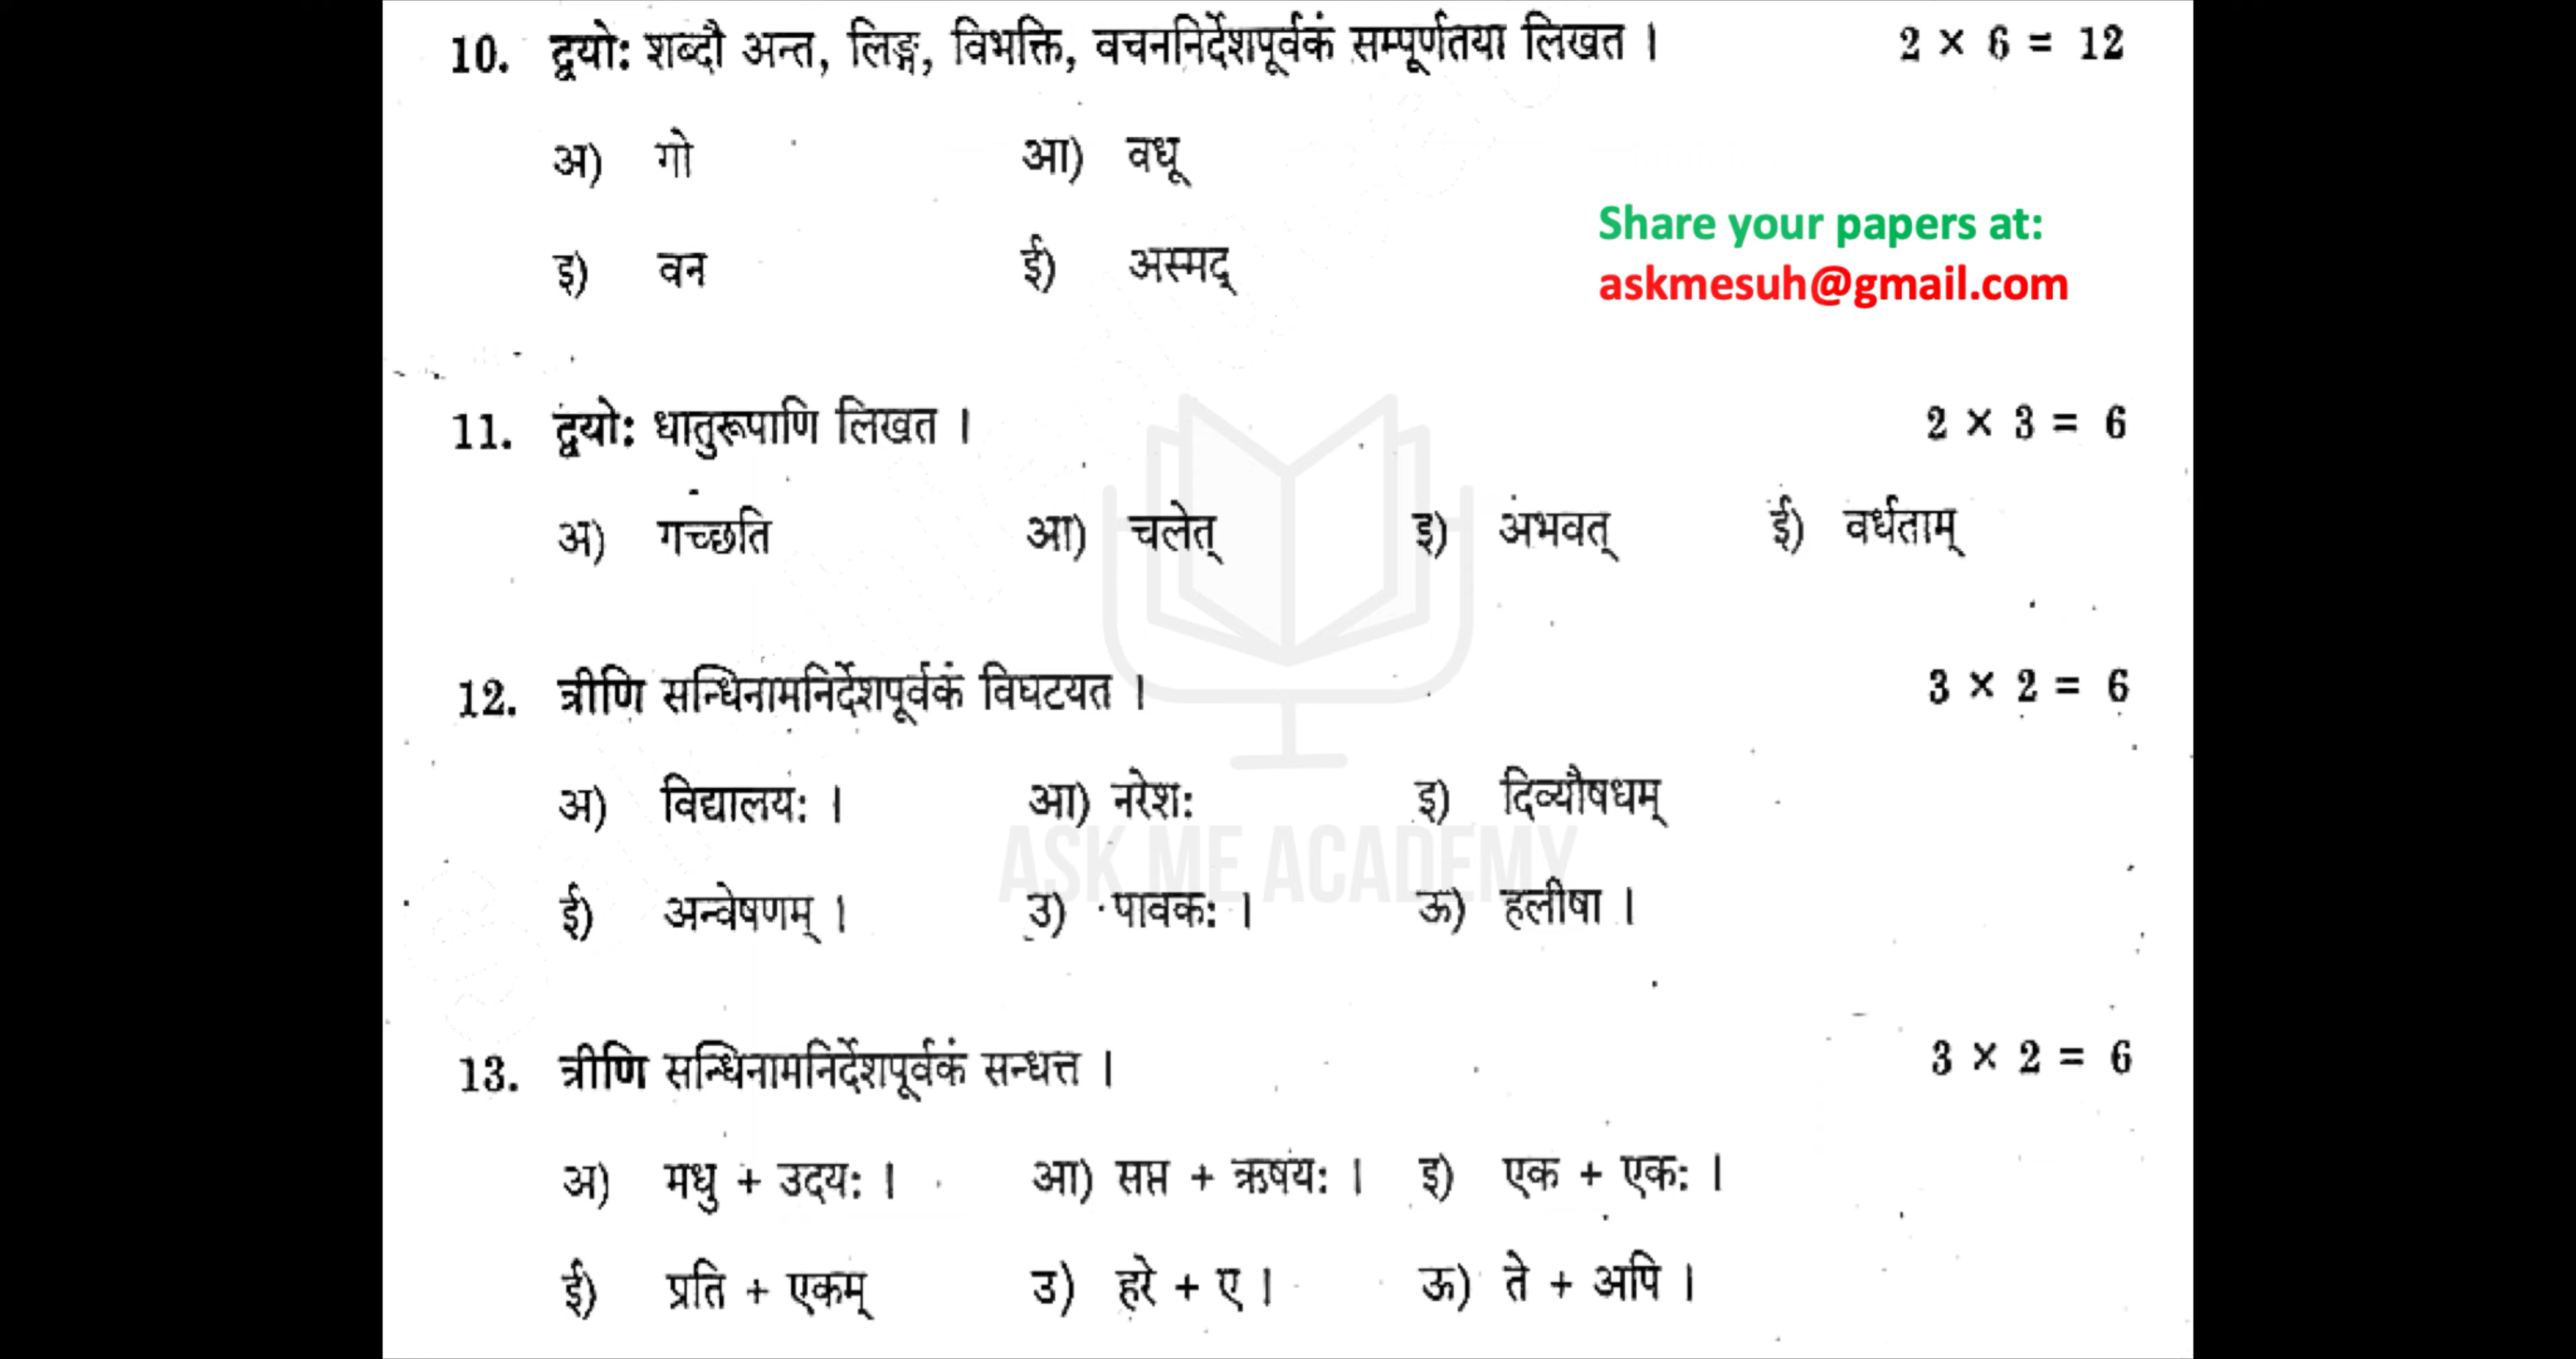 10. द्वयोः शब्दौ अन्त, लिङ्ग, विभक्ति, वचननिर्देशपूर्वकं सम्पूर्णतया लिखत । 2 × 6 = 12
अ) गो आ) वधू
Share your papers at:
इ) वन ई) अस्मद्
askmesuh@gmail.com
11. द्वयोः धातुरूपाणि लिखत । 2 × 3 = 6
अ) गच्छति आ) चलेत् इ) अभवत् ई) वर्धताम्
12. त्रीणि सन्धिनामनिर्देशपूर्वकं विघटयत । 3 × 2 = 6
अ) विद्यालयः । आ) नरेशः इ) दिव्यौषधम्
ASK ME ACADEMY
ई) अन्वेषणम् । उ) पावकः । ऊ) हलीषा ।
13. त्रीणि सन्धिनामनिर्देशपूर्वकं सन्धत्त । 3 × 2 = 6
अ) मधु + उदयः । आ) सप्त + ऋषयः । इ) एक + एकः ।
ई) प्रति + एकम् उ) हरे + ए । ऊ) ते + अपि ।